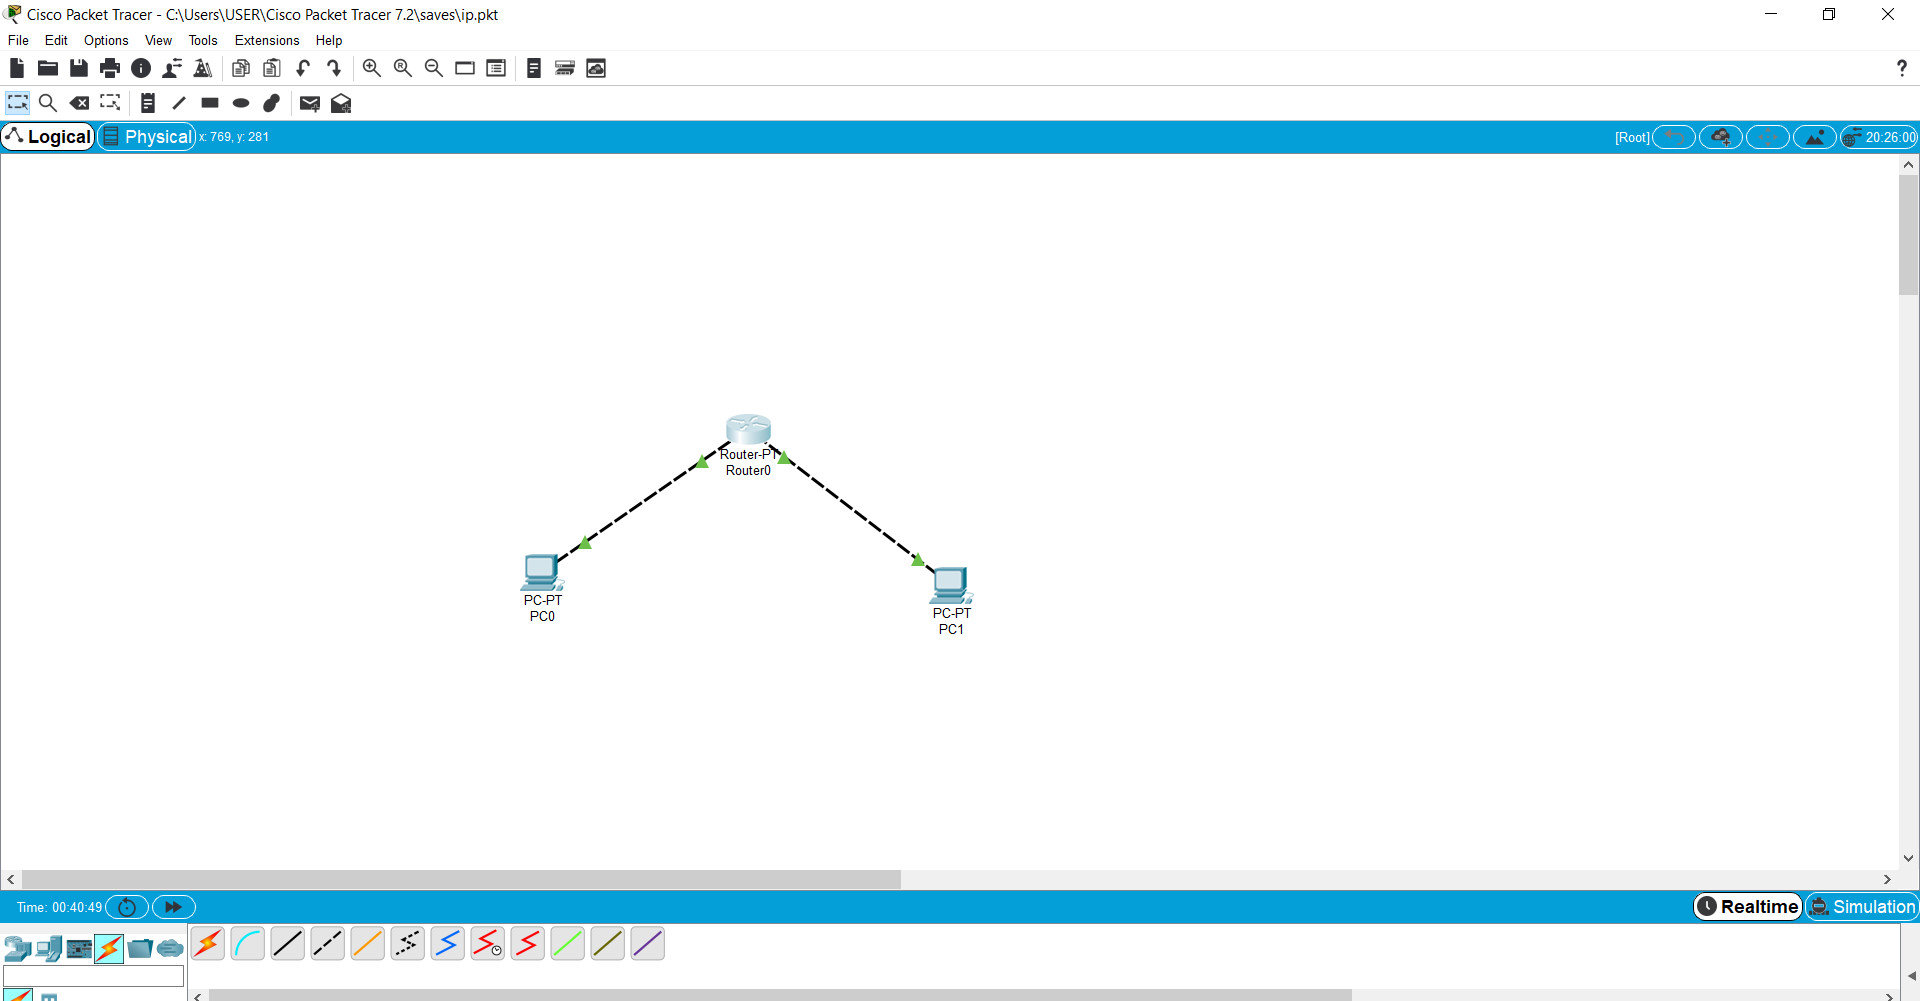 Cisco Packet Tracer - C:\Users\USER\Cisco Packet Tracer 7.2\saves\ip.pkt
File Edit Options View Tools Extensions Help
?
Logical Physical x: 769, y: 281 [Root] 20:26:00
Router-PT
Router0
PC-PT
PC0
PC-PT
PC1
Time: 00:40:49 Realtime Simulation